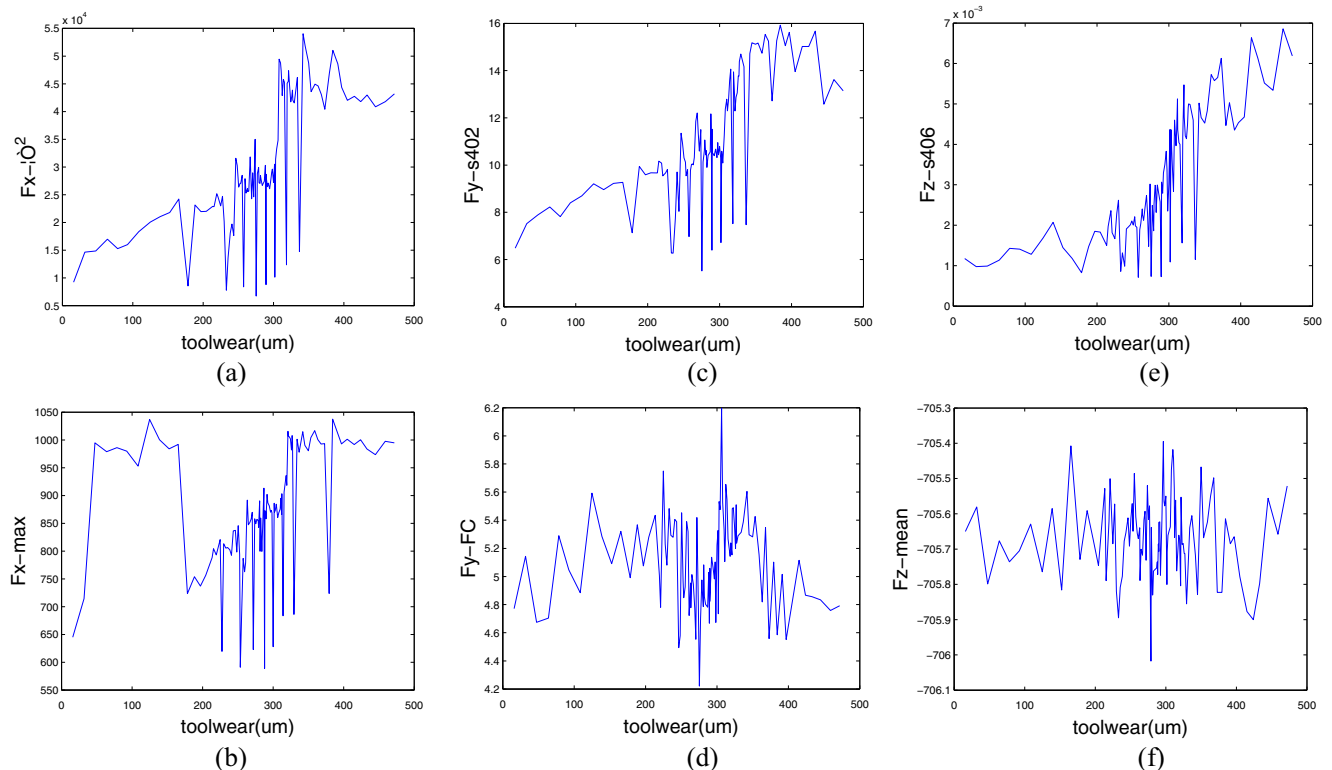 x 10⁴
5.5
5
4.5
4
3.5
3
2.5
2
1.5
1
0.5
0 100 200 300 400 500
Fx-¡Ò²
toolwear(um)
(a)
16
14
12
10
8
6
4
0 100 200 300 400 500
Fy-s402
toolwear(um)
(c)
x 10⁻³
7
6
5
4
3
2
1
0
0 100 200 300 400 500
Fz-s406
toolwear(um)
(e)
1050
1000
950
900
850
800
750
700
650
600
550
0 100 200 300 400 500
Fx-max
toolwear(um)
(b)
6.2
6
5.8
5.6
5.4
5.2
5
4.8
4.6
4.4
4.2
0 100 200 300 400 500
Fy-FC
toolwear(um)
(d)
-705.3
-705.4
-705.5
-705.6
-705.7
-705.8
-705.9
-706
-706.1
0 100 200 300 400 500
Fz-mean
toolwear(um)
(f)